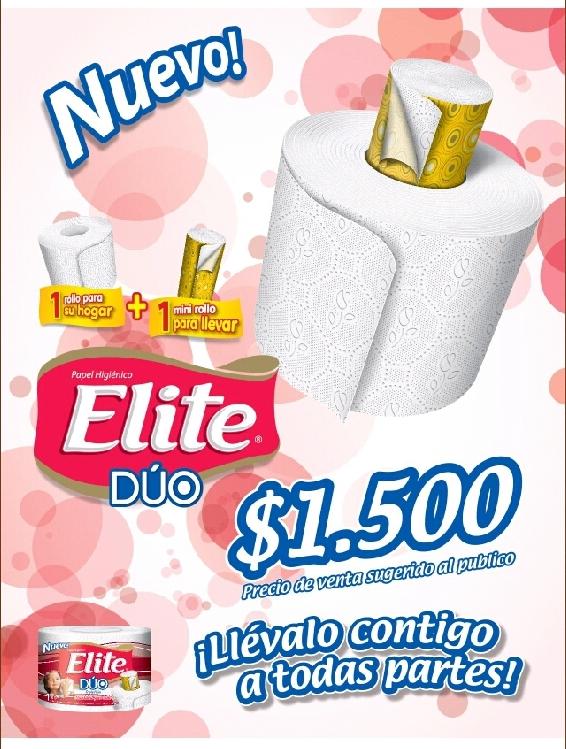 Nuevo!
1 rollo para
su hogar
+
1 mini rollo
para llevar
Papel Higiénico
Elite®
DÚO
$1.500
Precio de venta sugerido al publico
¡Llévalo contigo
a todas partes!
Nuevo
Elite
DÚO